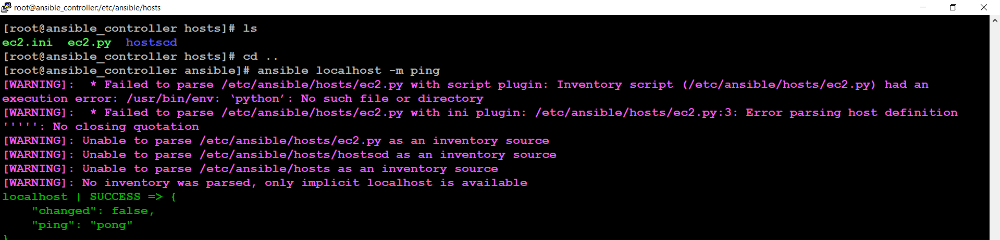 root@ansible_controller:/etc/ansible/hosts
[root@ansible_controller hosts]# ls
ec2.ini  ec2.py  hostscd
[root@ansible_controller hosts]# cd ..
[root@ansible_controller ansible]# ansible localhost -m ping
[WARNING]:  * Failed to parse /etc/ansible/hosts/ec2.py with script plugin: Inventory script (/etc/ansible/hosts/ec2.py) had an
execution error: /usr/bin/env: ‘python’: No such file or directory
[WARNING]:  * Failed to parse /etc/ansible/hosts/ec2.py with ini plugin: /etc/ansible/hosts/ec2.py:3: Error parsing host definition
''''': No closing quotation
[WARNING]: Unable to parse /etc/ansible/hosts/ec2.py as an inventory source
[WARNING]: Unable to parse /etc/ansible/hosts/hostscd as an inventory source
[WARNING]: Unable to parse /etc/ansible/hosts as an inventory source
[WARNING]: No inventory was parsed, only implicit localhost is available
localhost | SUCCESS => {
    "changed": false,
    "ping": "pong"
}